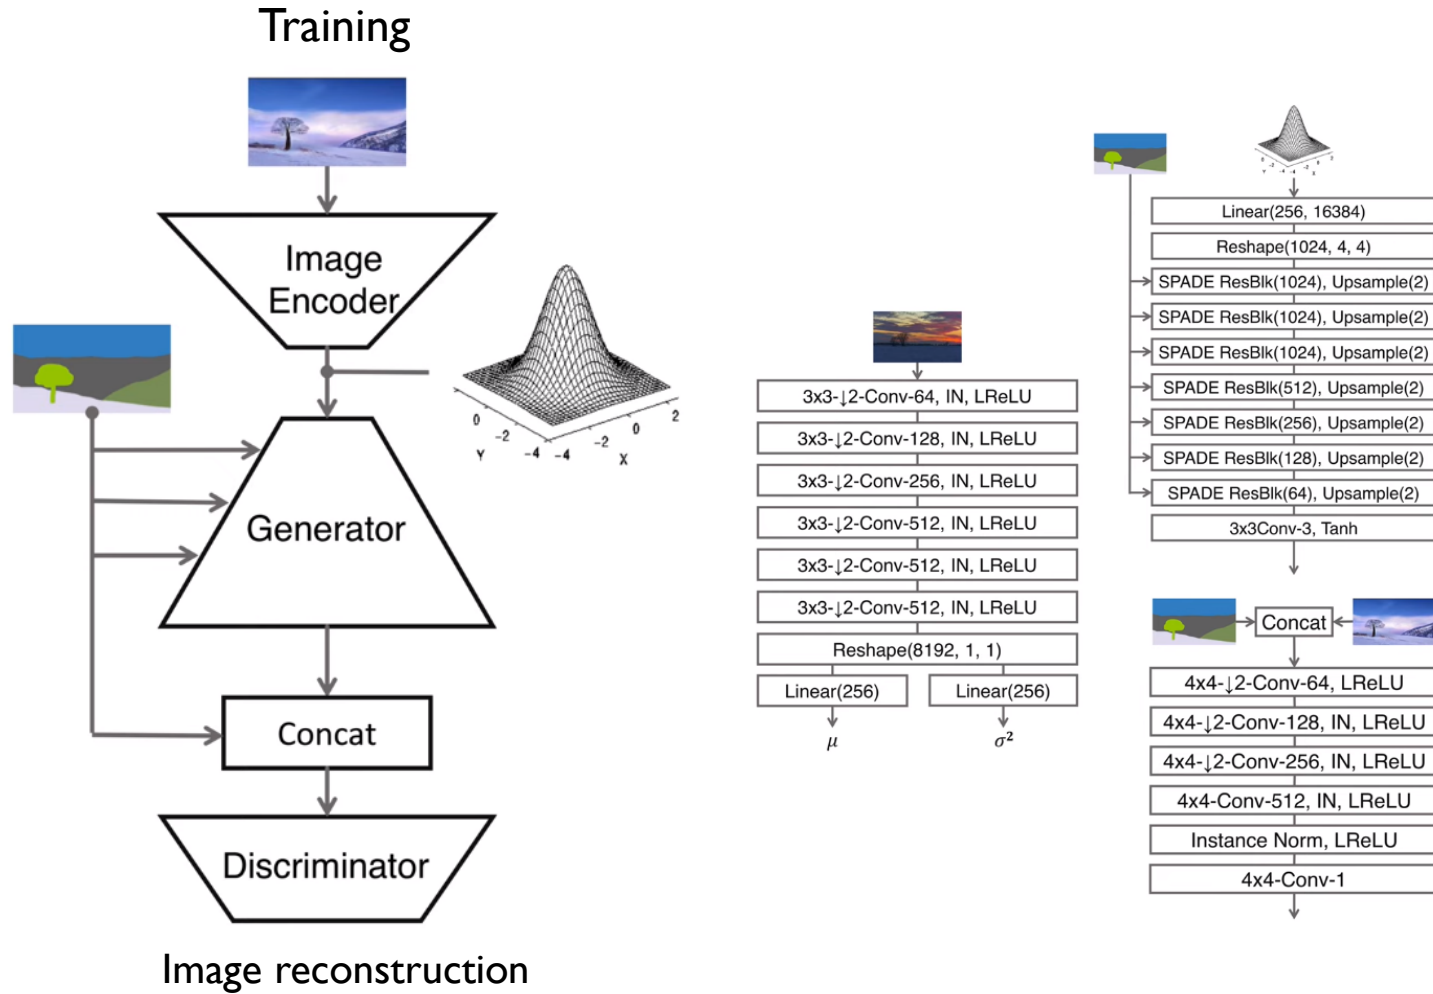 Training
Image
Encoder
0
-2
-4
-4
-2
0
2
Y
X
Generator
Concat
Discriminator
Image reconstruction
3x3-↓2-Conv-64, IN, LReLU
3x3-↓2-Conv-128, IN, LReLU
3x3-↓2-Conv-256, IN, LReLU
3x3-↓2-Conv-512, IN, LReLU
3x3-↓2-Conv-512, IN, LReLU
3x3-↓2-Conv-512, IN, LReLU
Reshape(8192, 1, 1)
Linear(256) Linear(256)
μ σ²
0
-2
-4
-4
-2
0
2
Y
X
Linear(256, 16384)
Reshape(1024, 4, 4)
SPADE ResBlk(1024), Upsample(2)
SPADE ResBlk(1024), Upsample(2)
SPADE ResBlk(1024), Upsample(2)
SPADE ResBlk(512), Upsample(2)
SPADE ResBlk(256), Upsample(2)
SPADE ResBlk(128), Upsample(2)
SPADE ResBlk(64), Upsample(2)
3x3Conv-3, Tanh
Concat
4x4-↓2-Conv-64, LReLU
4x4-↓2-Conv-128, IN, LReLU
4x4-↓2-Conv-256, IN, LReLU
4x4-Conv-512, IN, LReLU
Instance Norm, LReLU
4x4-Conv-1